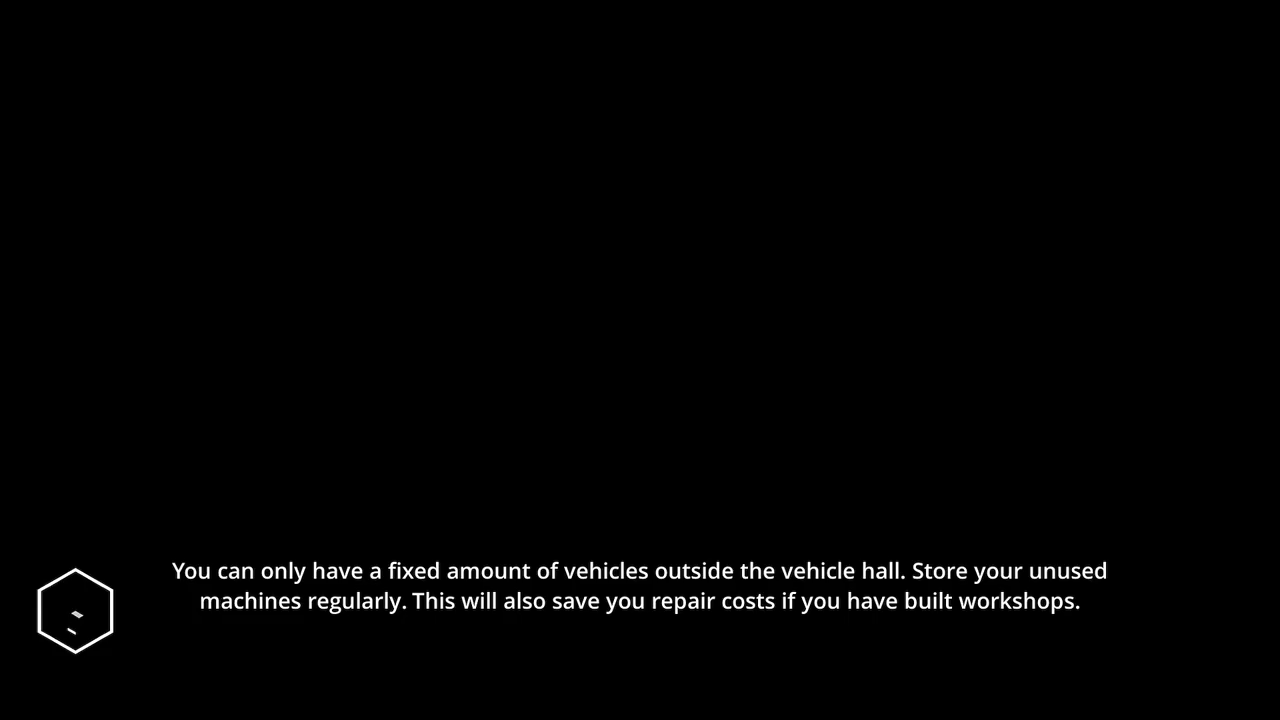 You can only have a fixed amount of vehicles outside the vehicle hall. Store your unused
machines regularly. This will also save you repair costs if you have built workshops.